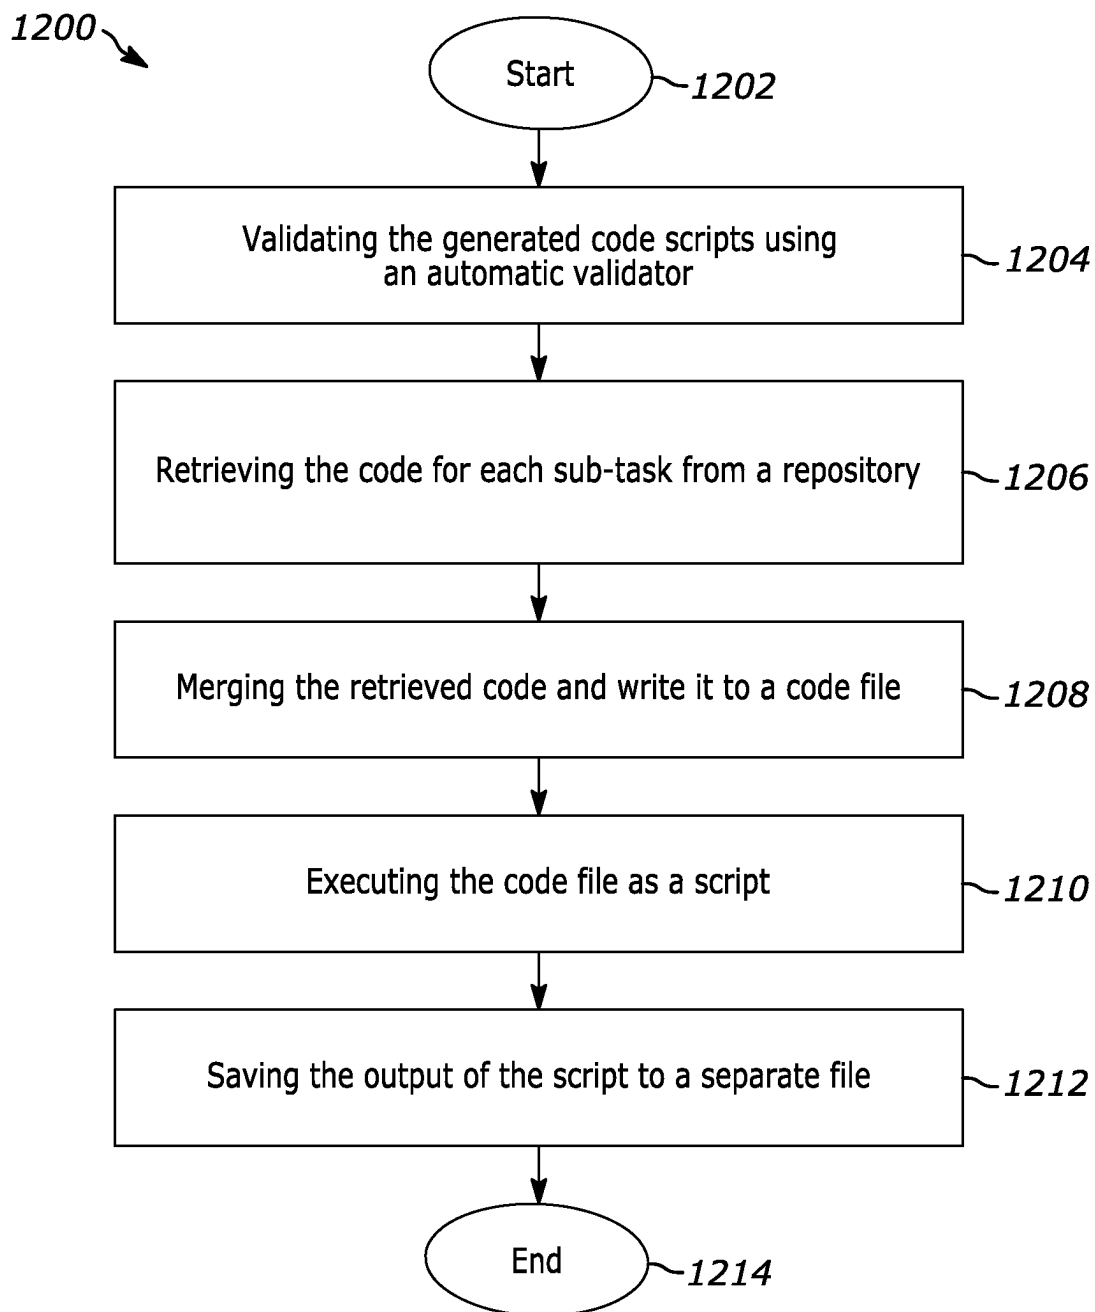 1200
Start
1202
Validating the generated code scripts using
an automatic validator
1204
Retrieving the code for each sub-task from a repository
1206
Merging the retrieved code and write it to a code file
1208
Executing the code file as a script
1210
Saving the output of the script to a separate file
1212
End
1214